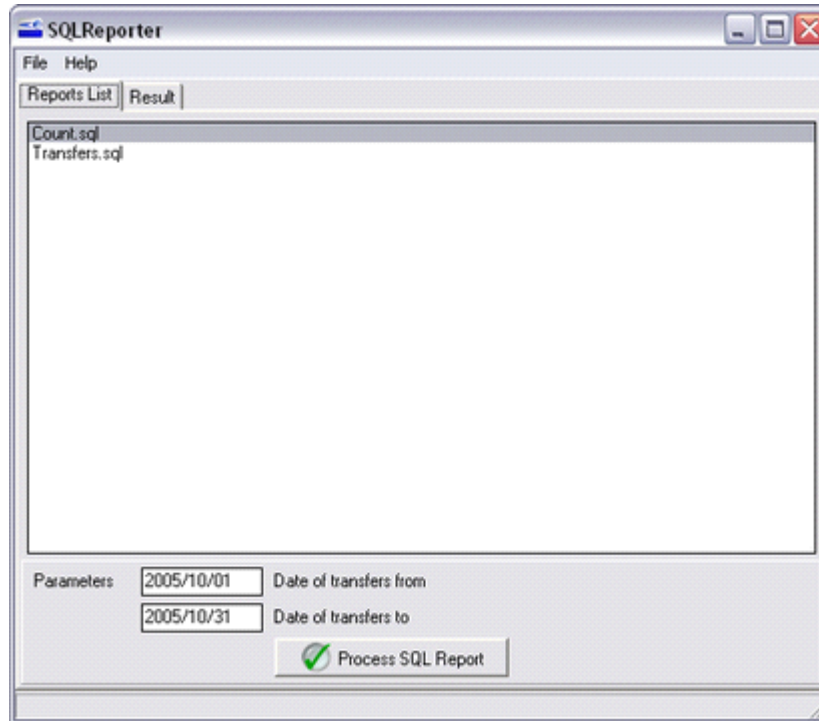 SQLReporter
File Help
Reports List Result
Count.sql
Transfers.sql
Parameters 2005/10/01 Date of transfers from
2005/10/31 Date of transfers to
Process SQL Report